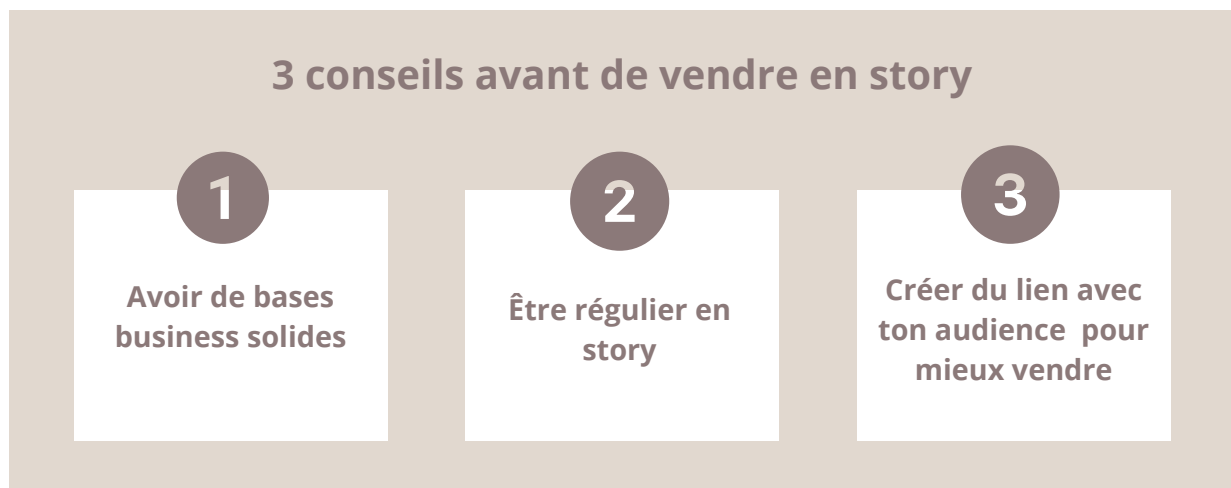 3 conseils avant de vendre en story
1
Avoir de bases
business solides
2
Être régulier en
story
3
Créer du lien avec
ton audience  pour
mieux vendre